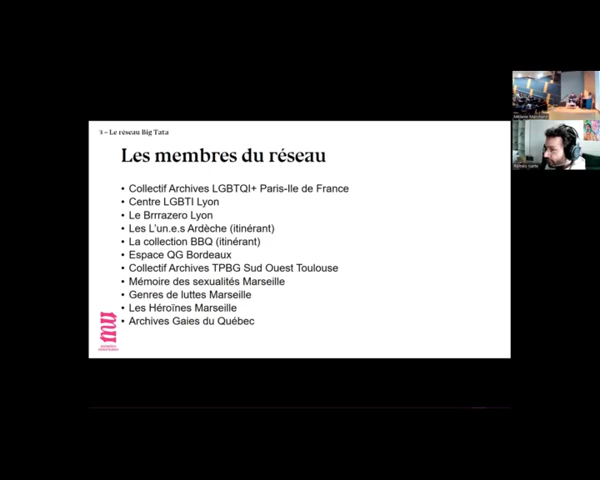 3 – Le réseau Big Tata
Les membres du réseau
• Collectif Archives LGBTQI+ Paris-Ile de France
• Centre LGBTI Lyon
• Le Brrrazero Lyon
• Les L'un.e.s Ardèche (itinérant)
• La collection BBQ (itinérant)
• Espace QG Bordeaux
• Collectif Archives TPBG Sud Ouest Toulouse
• Mémoire des sexualités Marseille
• Genres de luttes Marseille
• Les Héroïnes Marseille
• Archives Gaies du Québec